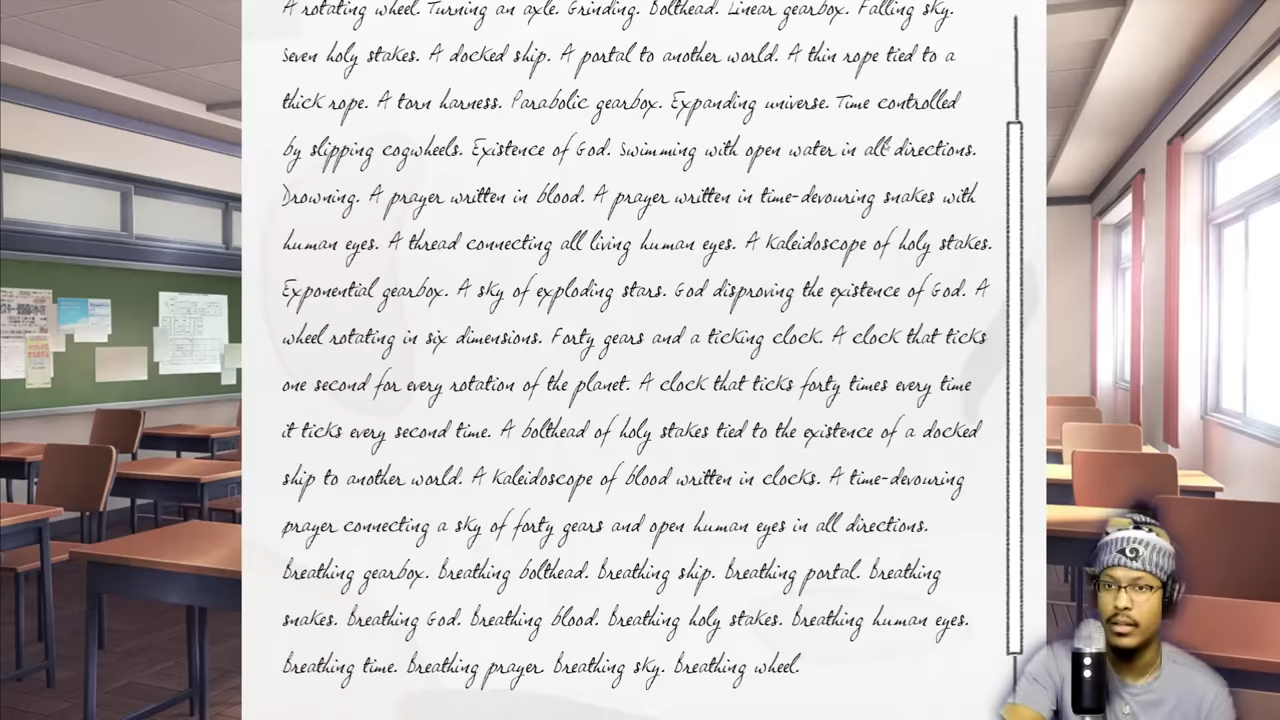 A rotating wheel. Turning an axle. Grinding. Bolthead. Linear gearbox. Falling sky.
Seven holy stakes. A docked ship. A portal to another world. A thin rope tied to a
thick rope. A torn harness. Parabolic gearbox. Expanding universe. Time controlled
by slipping cogwheels. Existence of God. Swimming with open water in all directions.
Drowning. A prayer written in blood. A prayer written in time-devouring snakes with
human eyes. A thread connecting all living human eyes. A kaleidoscope of holy stakes.
Exponential gearbox. A sky of exploding stars. God disproving the existence of God. A
wheel rotating in six dimensions. Forty gears and a ticking clock. A clock that ticks
one second for every rotation of the planet. A clock that ticks forty times every time
it ticks every second time. A bolthead of holy stakes tied to the existence of a docked
ship to another world. A kaleidoscope of blood written in clocks. A time-devouring
prayer connecting a sky of forty gears and open human eyes in all directions.
Breathing gearbox. Breathing bolthead. Breathing ship. Breathing portal. Breathing
snakes. Breathing God. Breathing blood. Breathing holy stakes. Breathing human eyes.
Breathing time. Breathing prayer Breathing sky. Breathing wheel.